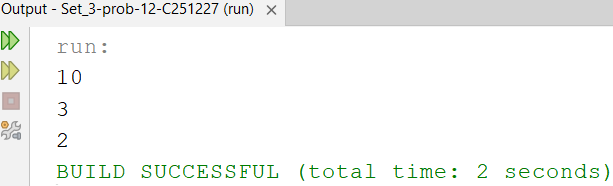 Output - Set_3-prob-12-C251227 (run) ×
run:
10
3
2
BUILD SUCCESSFUL (total time: 2 seconds)